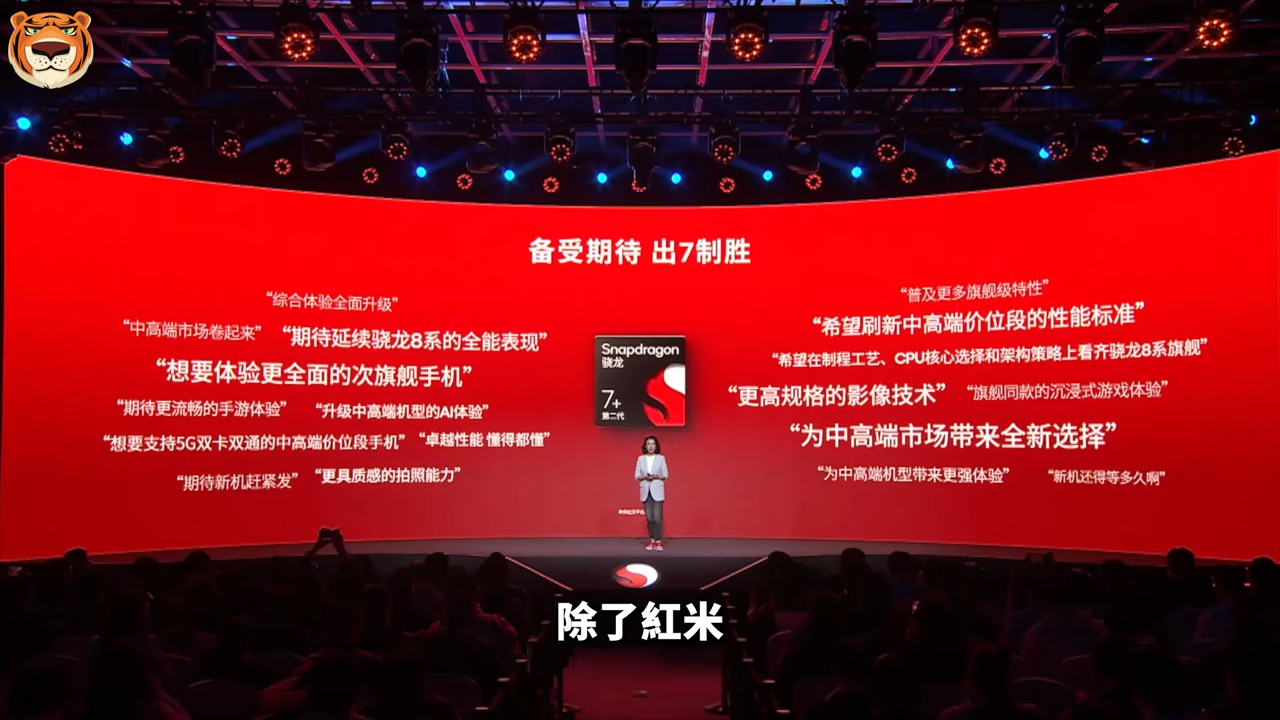 备受期待 出7制胜
“综合体验全面升级”
“中高端市场卷起来”
“期待延续骁龙8系的全能表现”
“想要体验更全面的次旗舰手机”
“期待更流畅的手游体验”
“升级中高端机型的AI体验”
“想要支持5G双卡双通的中高端价位段手机”
“卓越性能 懂得都懂”
“期待新机赶紧发”
“更具质感的拍照能力”
Snapdragon
骁龙
7+
第二代
“普及更多旗舰级特性”
“希望刷新中高端价位段的性能标准”
“希望在制程工艺、CPU核心选择和架构策略上看齐骁龙8系旗舰”
“更高规格的影像技术”
“旗舰同款的沉浸式游戏体验”
“为中高端市场带来全新选择”
“为中高端机型带来更强体验”
“新机还得等多久啊”
除了紅米